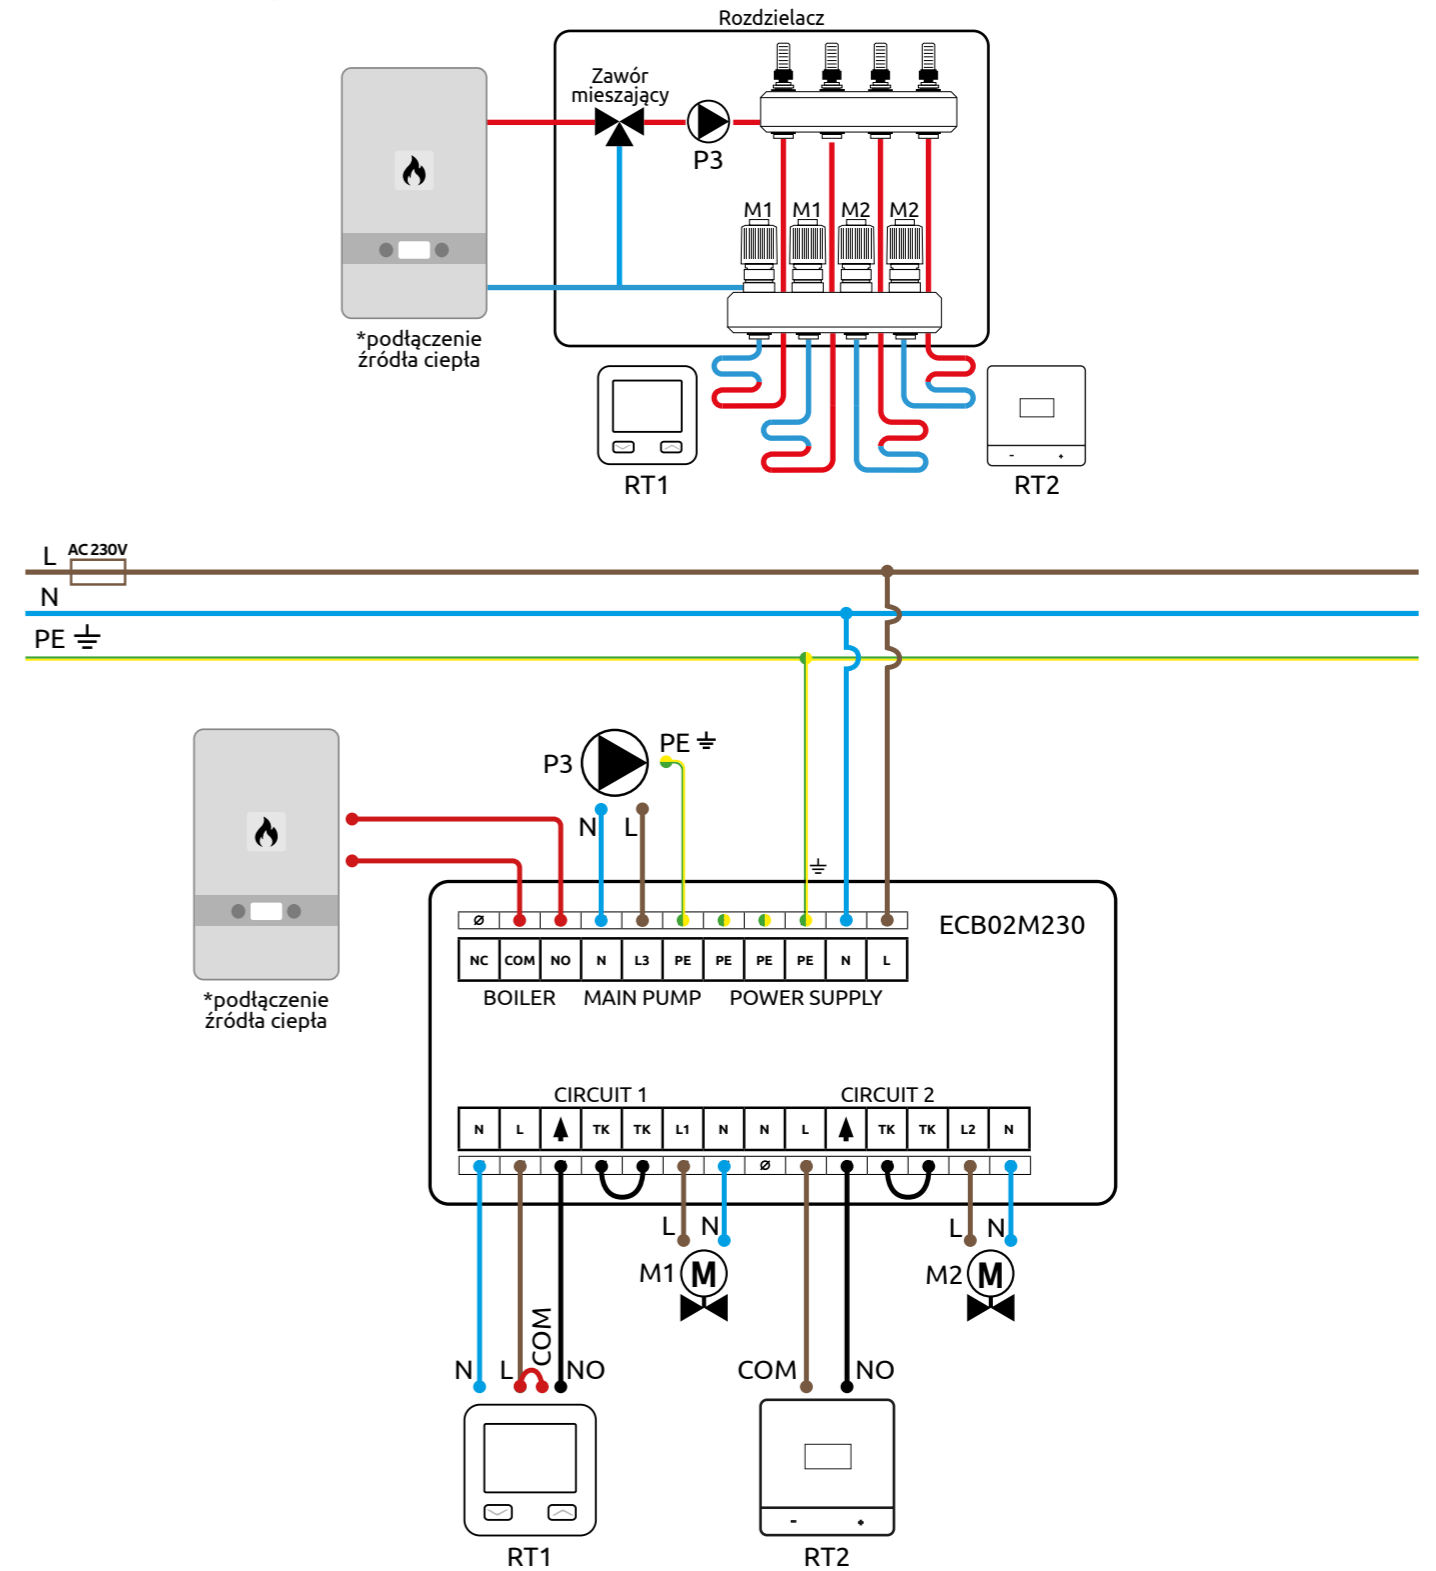 Rozdzielacz
Zawór
mieszający
P3
M1 M1 M2 M2
*podłączenie
źródła ciepła
- +
RT1
RT2
L AC 230V
N
PE
P3
PE
N L
ECB02M230
ø
NC COM NO N L3 PE PE PE PE N L
BOILER MAIN PUMP POWER SUPPLY
*podłączenie
źródła ciepła
CIRCUIT 1 CIRCUIT 2
N L TK TK L1 N N L TK TK L2 N
ø
L N L N
M1 M M2 M
COM
N L NO COM NO
- +
RT1 RT2